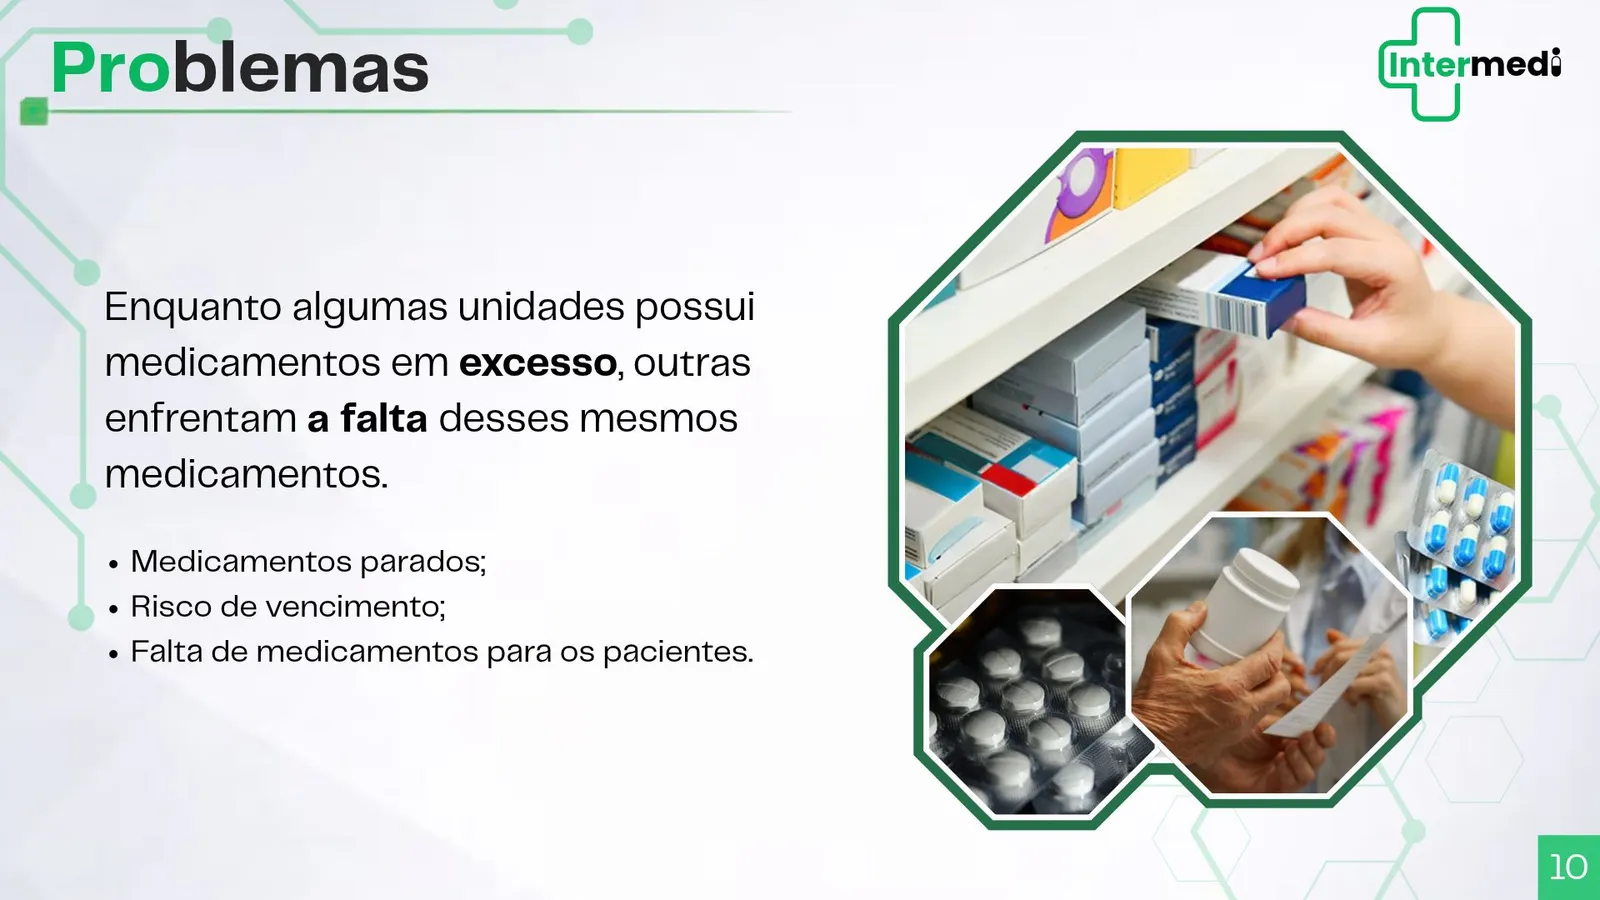 Problemas
Intermedi
Enquanto algumas unidades possui
medicamentos em excesso, outras
enfrentam a falta desses mesmos
medicamentos.
• Medicamentos parados;
• Risco de vencimento;
• Falta de medicamentos para os pacientes.
10